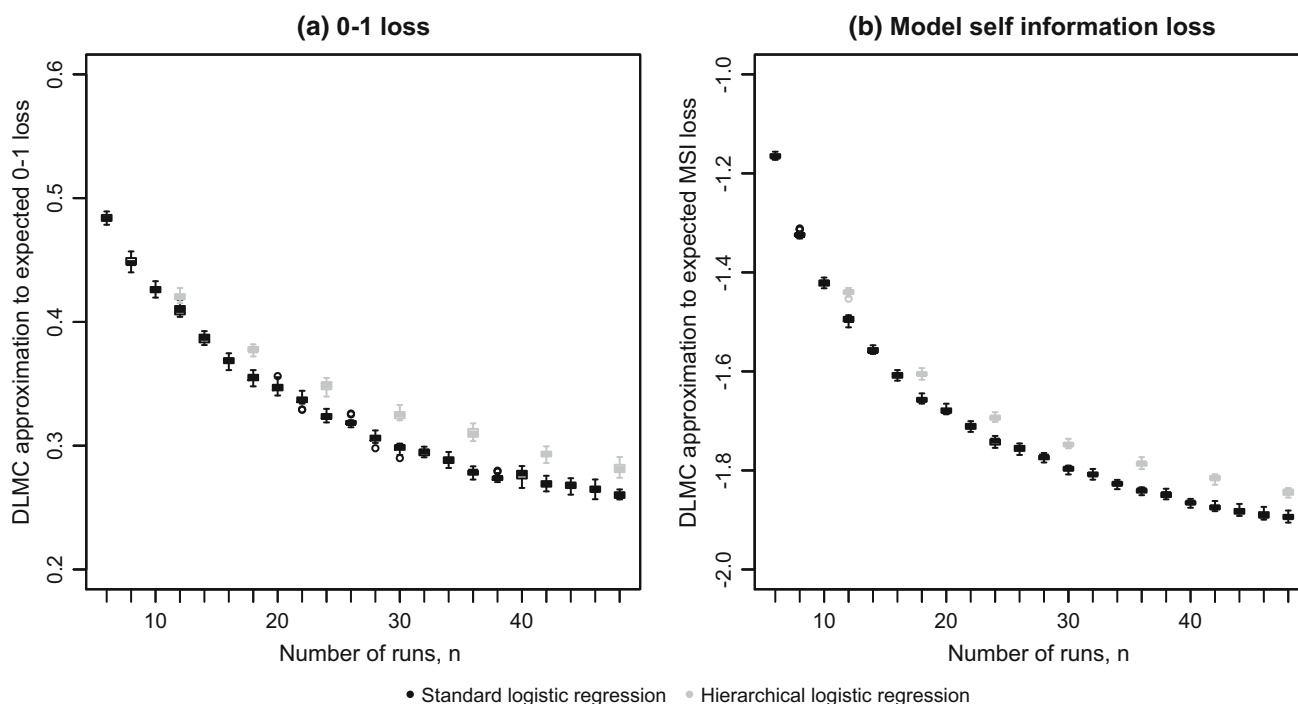 (a) 0-1 loss
DLMC approximation to expected 0-1 loss
0.6
0.5
0.4
0.3
0.2
10 20 30 40
Number of runs, n
(b) Model self information loss
DLMC approximation to expected MSI loss
-1.0
-1.2
-1.4
-1.6
-1.8
-2.0
10 20 30 40
Number of runs, n
Standard logistic regression Hierarchical logistic regression